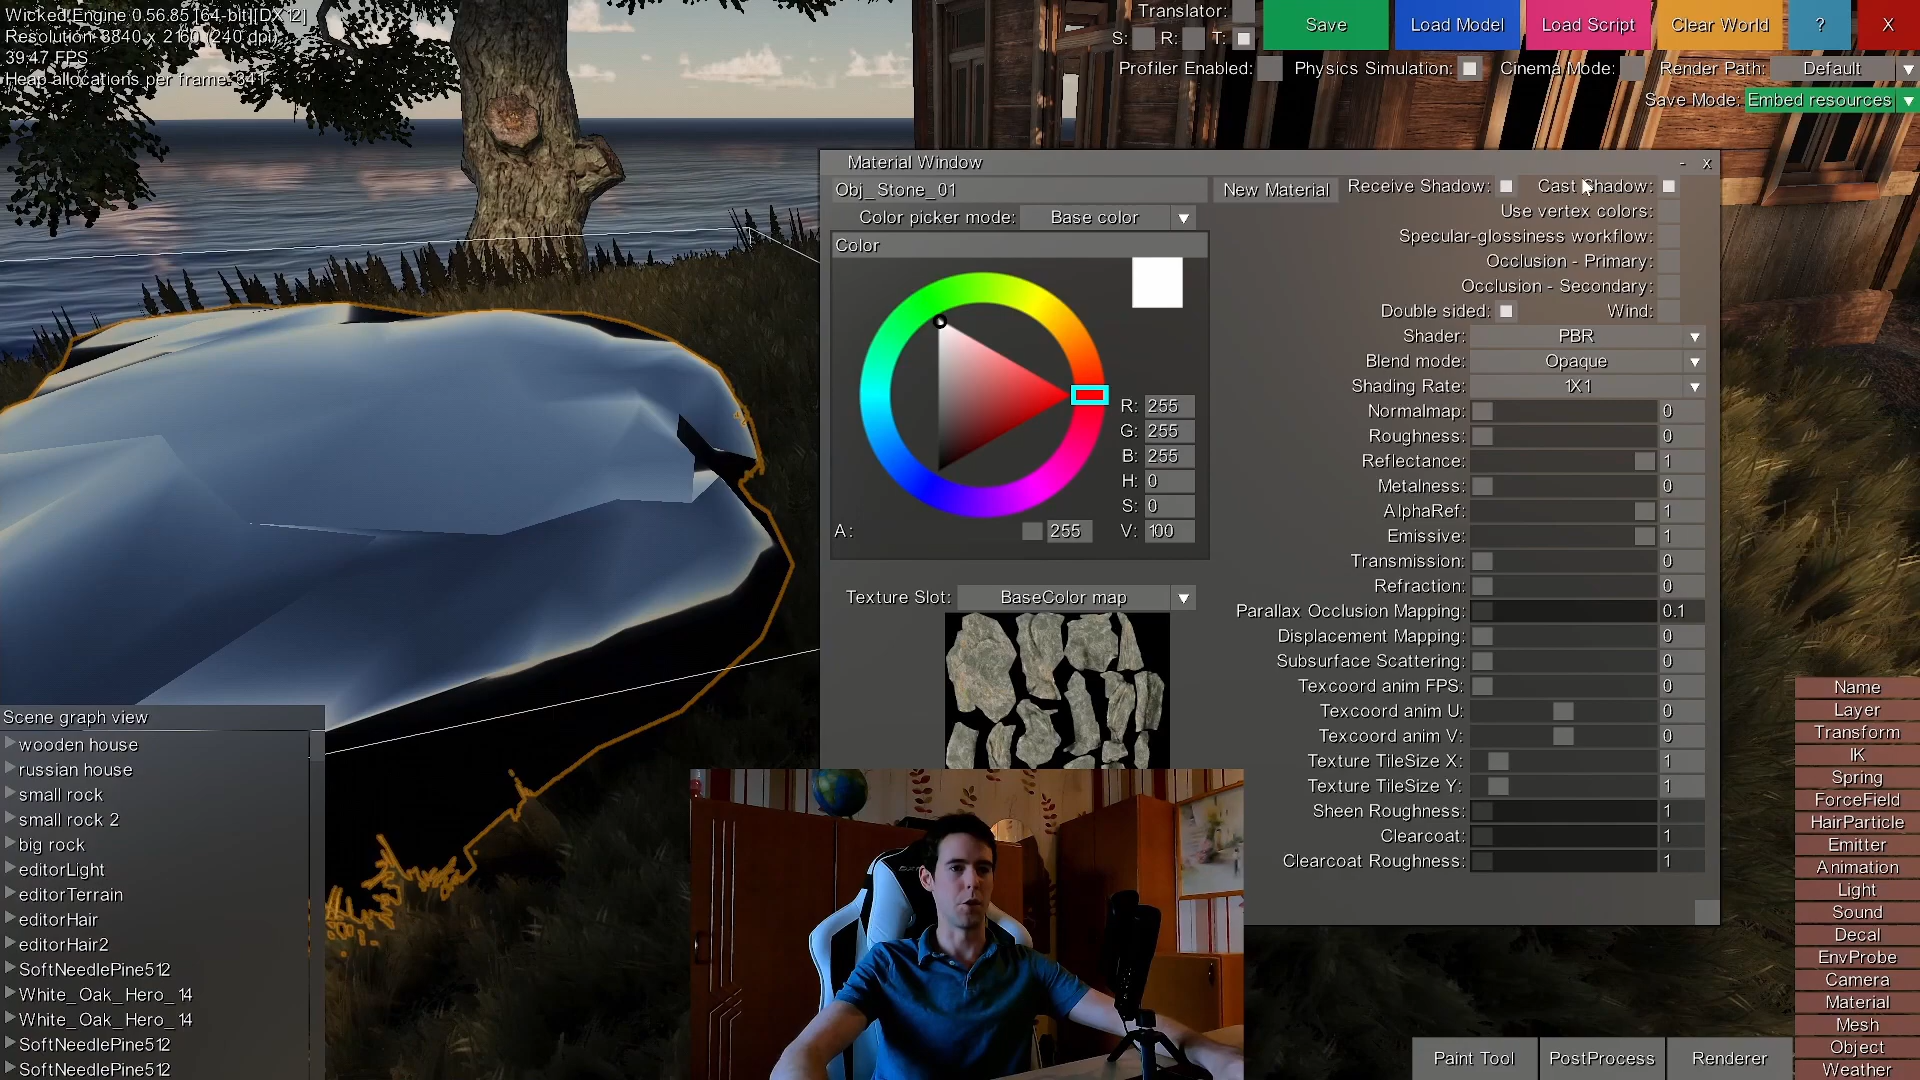 Wicked Engine 0.56.85 [64-bit][DX12]
Resolution: 3840 x 2160 (240 dpi)
39.47 FPS
Heap allocations per frame: 341
Translator:
S: R: T:
Save
Load Model
Load Script
Clear World
?
X
Profiler Enabled:
Physics Simulation:
Cinema Mode:
Render Path: Default
Save Mode: Embed resources
Material Window
- x
Obj_Stone_01
New Material
Receive Shadow:
Cast Shadow:
Color picker mode: Base color
Use vertex colors:
Color
Specular-glossiness workflow:
Occlusion - Primary:
Occlusion - Secondary:
Double sided:
Wind:
Shader: PBR
Blend mode: Opaque
Shading Rate: 1X1
Normalmap: 0
Roughness: 0
Reflectance: 1
Metalness: 0
AlphaRef: 1
Emissive: 1
Transmission: 0
Refraction: 0
Parallax Occlusion Mapping: 0.1
Displacement Mapping: 0
Subsurface Scattering: 0
Texcoord anim FPS: 0
Texcoord anim U: 0
Texcoord anim V: 0
Texture TileSize X: 1
Texture TileSize Y: 1
Sheen Roughness: 1
Clearcoat: 1
Clearcoat Roughness: 1
R: 255
G: 255
B: 255
H: 0
S: 0
V: 100
A: 255
Texture Slot: BaseColor map
Scene graph view
wooden house
russian house
small rock
small rock 2
big rock
editorLight
editorTerrain
editorHair
editorHair2
SoftNeedlePine512
White_Oak_Hero_14
White_Oak_Hero_14
SoftNeedlePine512
SoftNeedlePine512
Name
Layer
Transform
IK
Spring
ForceField
HairParticle
Emitter
Animation
Light
Sound
Decal
EnvProbe
Camera
Material
Mesh
Object
Weather
Paint Tool
PostProcess
Renderer